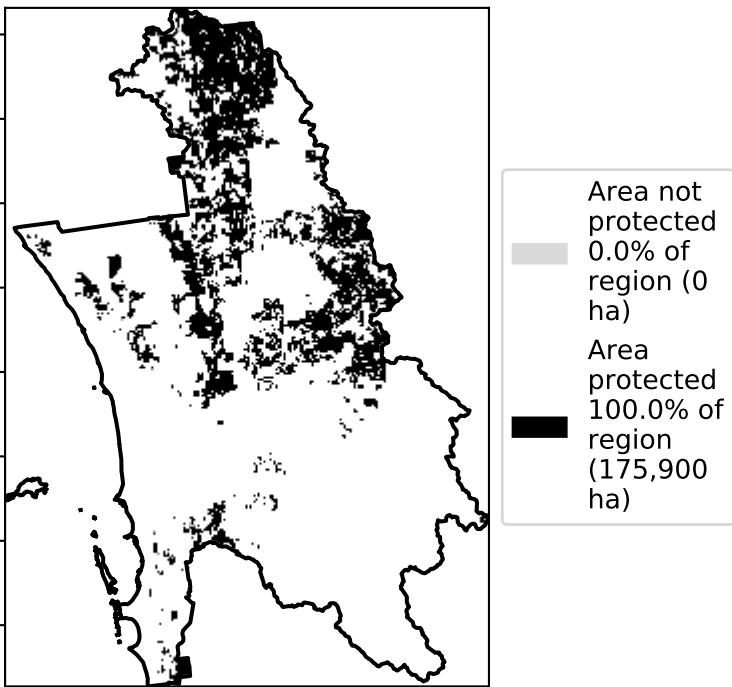 Area not
protected
0.0% of
region (0
ha)
Area
protected
100.0% of
region
(175,900
ha)